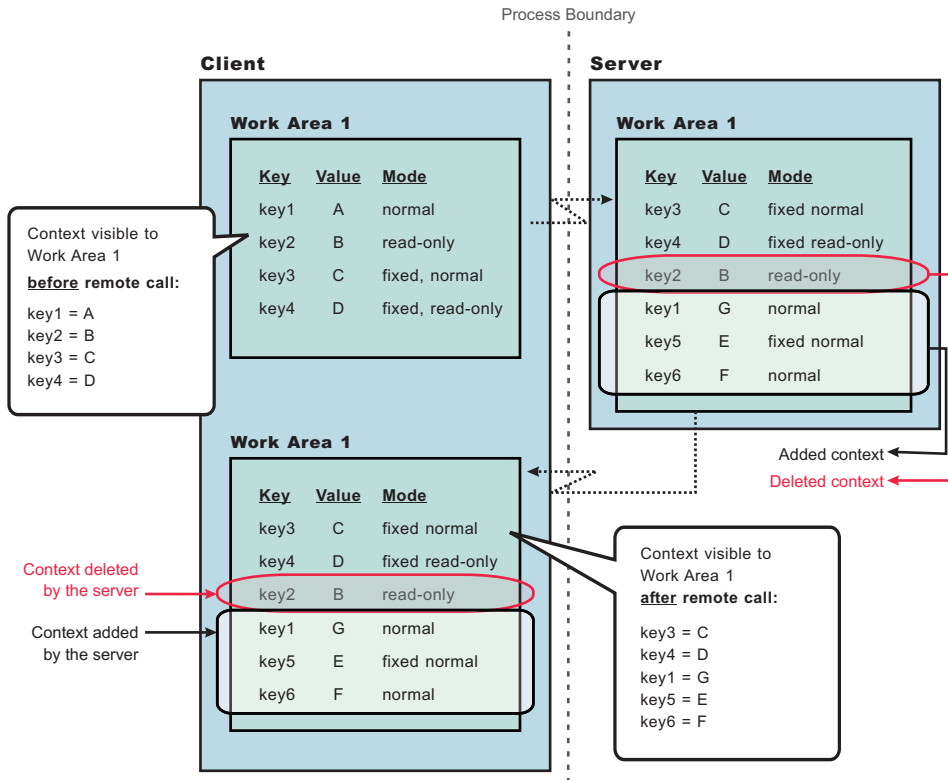 Process Boundary
Client
Work Area 1
Key Value Mode
key1 A normal
key2 B read-only
key3 C fixed, normal
key4 D fixed, read-only
Context visible to
Work Area 1
before remote call:
key1 = A
key2 = B
key3 = C
key4 = D
Server
Work Area 1
Key Value Mode
key3 C fixed normal
key4 D fixed read-only
key2 B read-only
key1 G normal
key5 E fixed normal
key6 F normal
Added context
Deleted context
Work Area 1
Key Value Mode
key3 C fixed normal
key4 D fixed read-only
key2 B read-only
key1 G normal
key5 E fixed normal
key6 F normal
Context deleted
by the server
Context added
by the server
Context visible to
Work Area 1
after remote call:
key3 = C
key4 = D
key1 = G
key5 = E
key6 = F